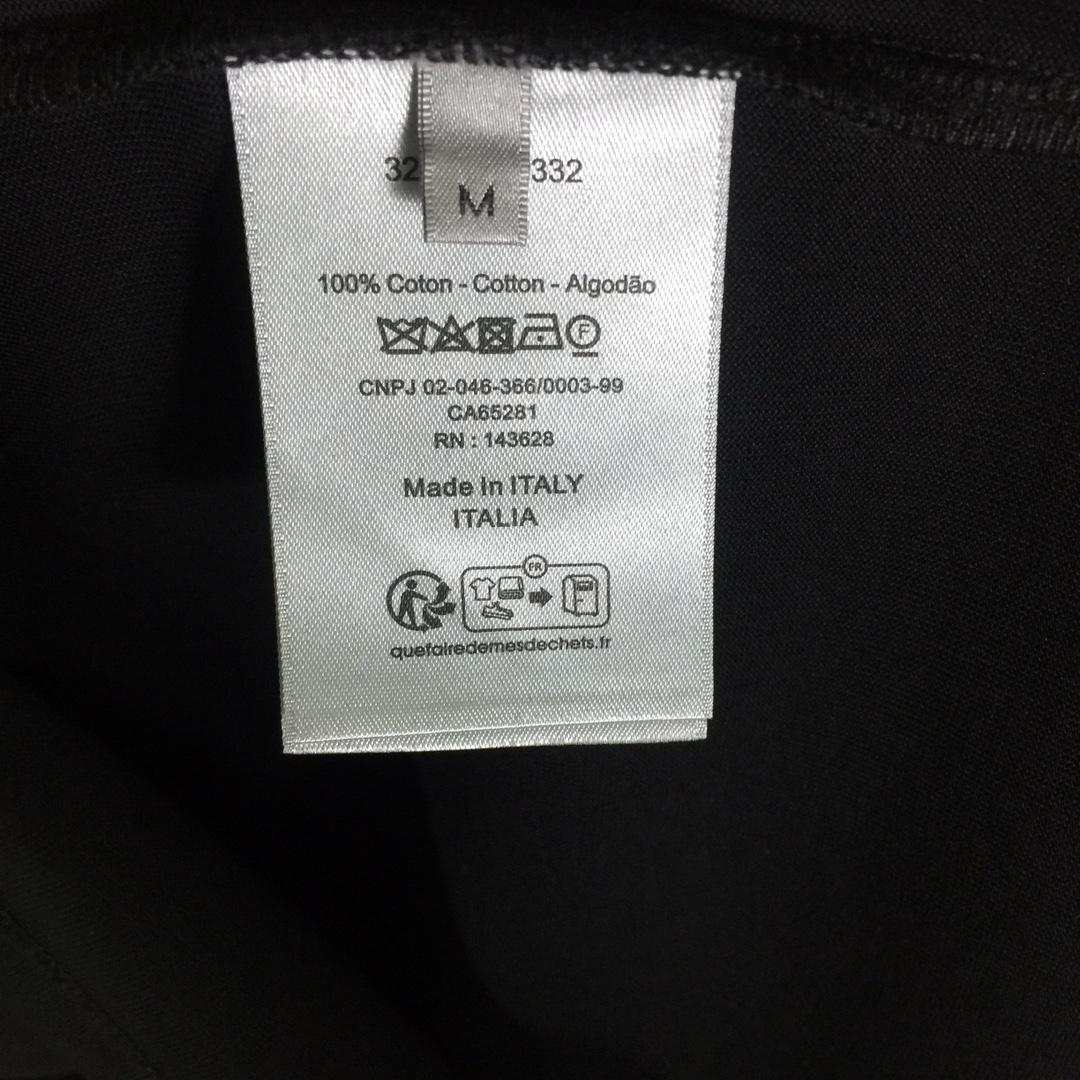 32 332
M
100% Coton - Cotton - Algodão
F
CNPJ 02-046-366/0003-99
CA65281
RN : 143628
Made in ITALY
ITALIA
FR
quefairedemesdechets.fr